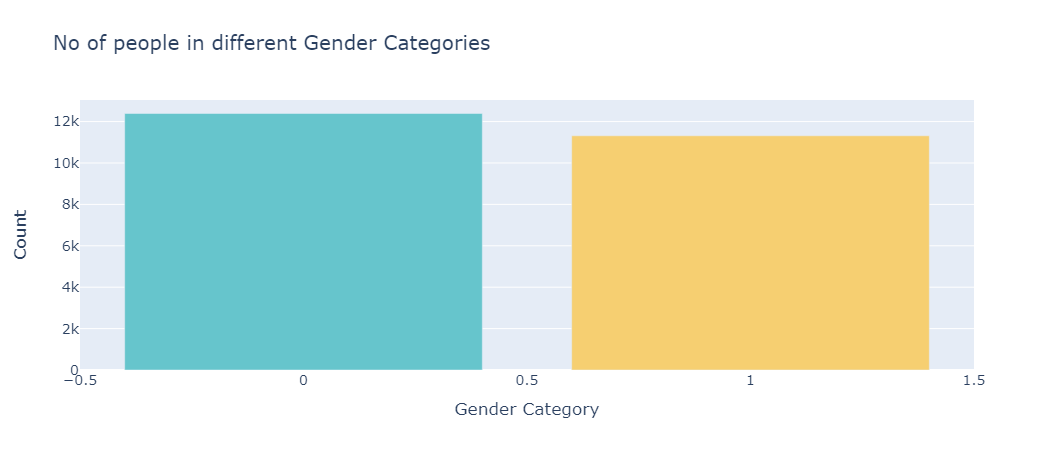 No of people in different Gender Categories
12k
10k
8k
6k
4k
2k
0
Count
−0.5
0
0.5
1
1.5
Gender Category